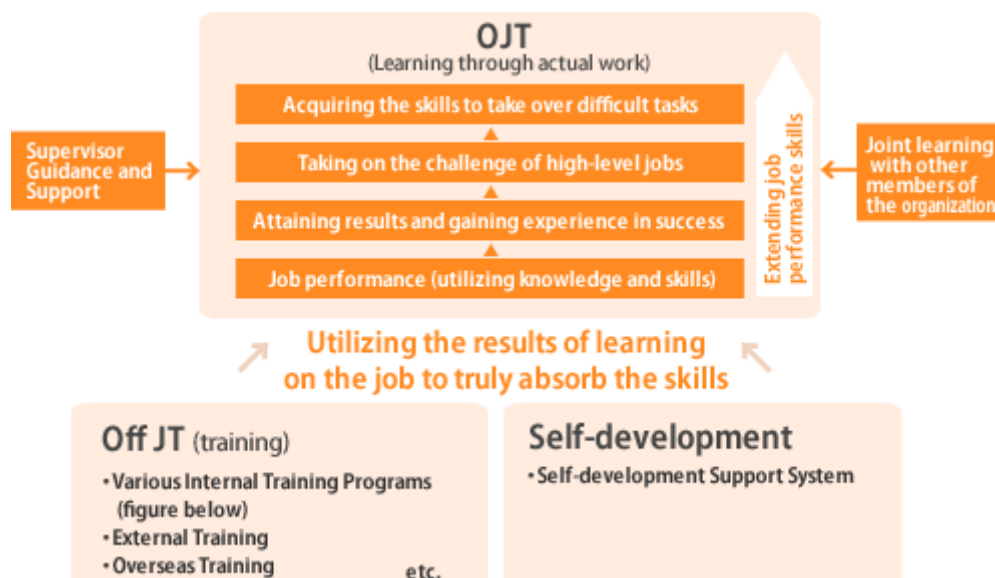 OJT
(Learning through actual work)
Acquiring the skills to take over difficult tasks
Taking on the challenge of high-level jobs
Attaining results and gaining experience in success
Job performance (utilizing knowledge and skills)
Extending job
performance skills
Supervisor
Guidance and
Support
Joint learning
with other
members of
the organization
Utilizing the results of learning
on the job to truly absorb the skills
Off JT (training)
・Various Internal Training Programs
(figure below)
・External Training
・Overseas Training
etc.
Self-development
・Self-development Support System